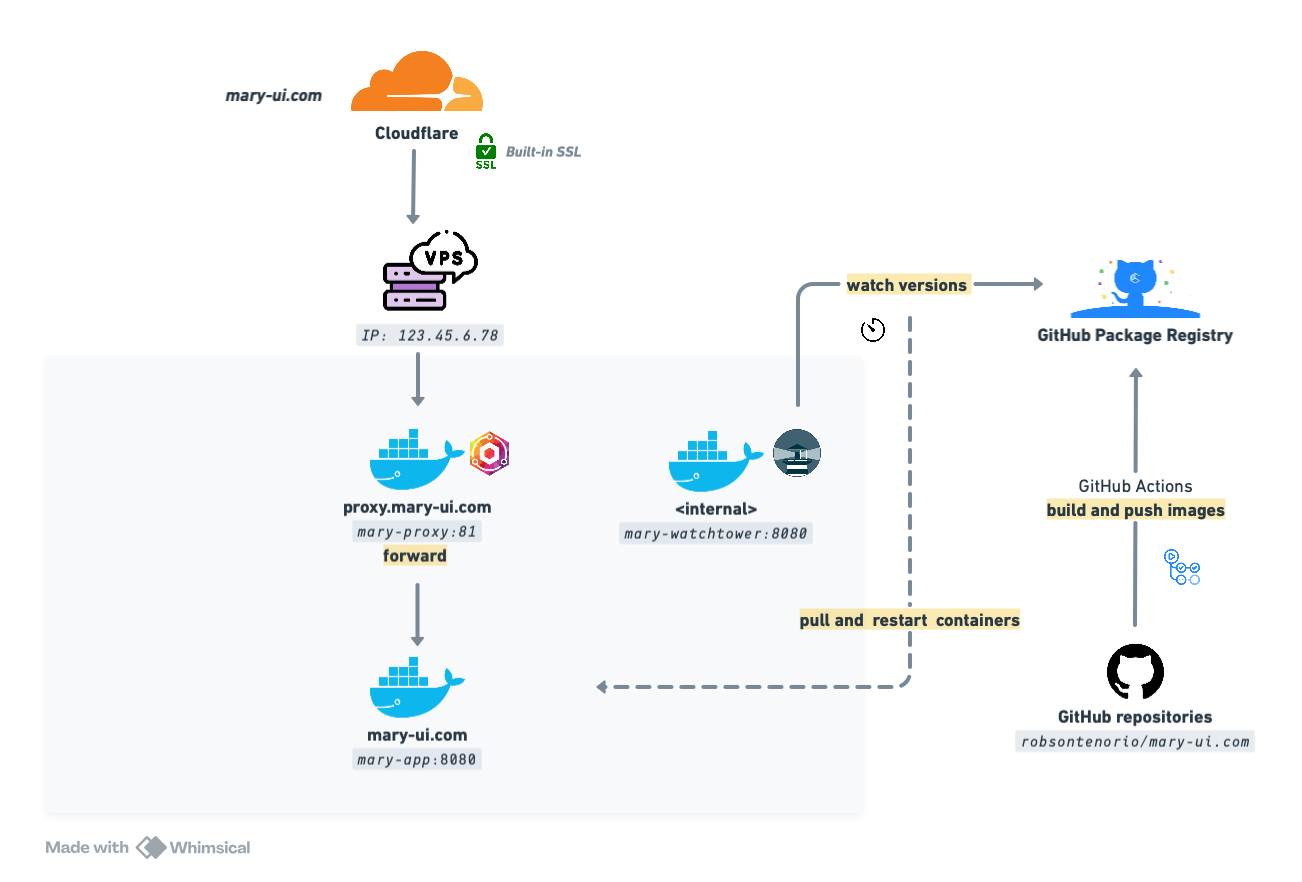 mary-ui.com
Cloudflare
SSL
Built-in SSL
VPS
IP: 123.45.6.78
watch versions
GitHub Package Registry
proxy.mary-ui.com
mary-proxy:81
forward
<internal>
mary-watchtower:8080
GitHub Actions
build and push images
pull and restart containers
mary-ui.com
mary-app:8080
GitHub repositories
robsontenorio/mary-ui.com
Made with Whimsical